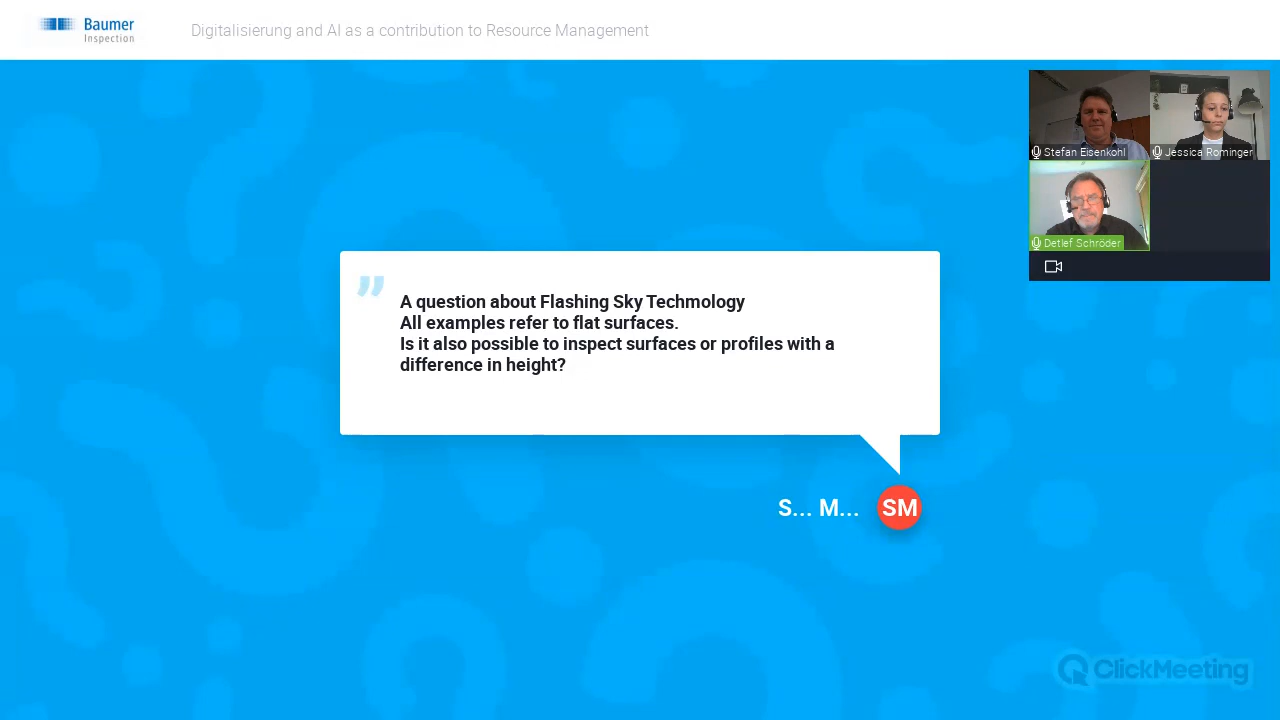 Baumer
Inspection
Digitalisierung and AI as a contribution to Resource Management
Stefan Eisenkohl
Jessica Rominger
Detlef Schröder
"
A question about Flashing Sky Techmology
All examples refer to flat surfaces.
Is it also possible to inspect surfaces or profiles with a
difference in height?
S... M...
SM
ClickMeeting